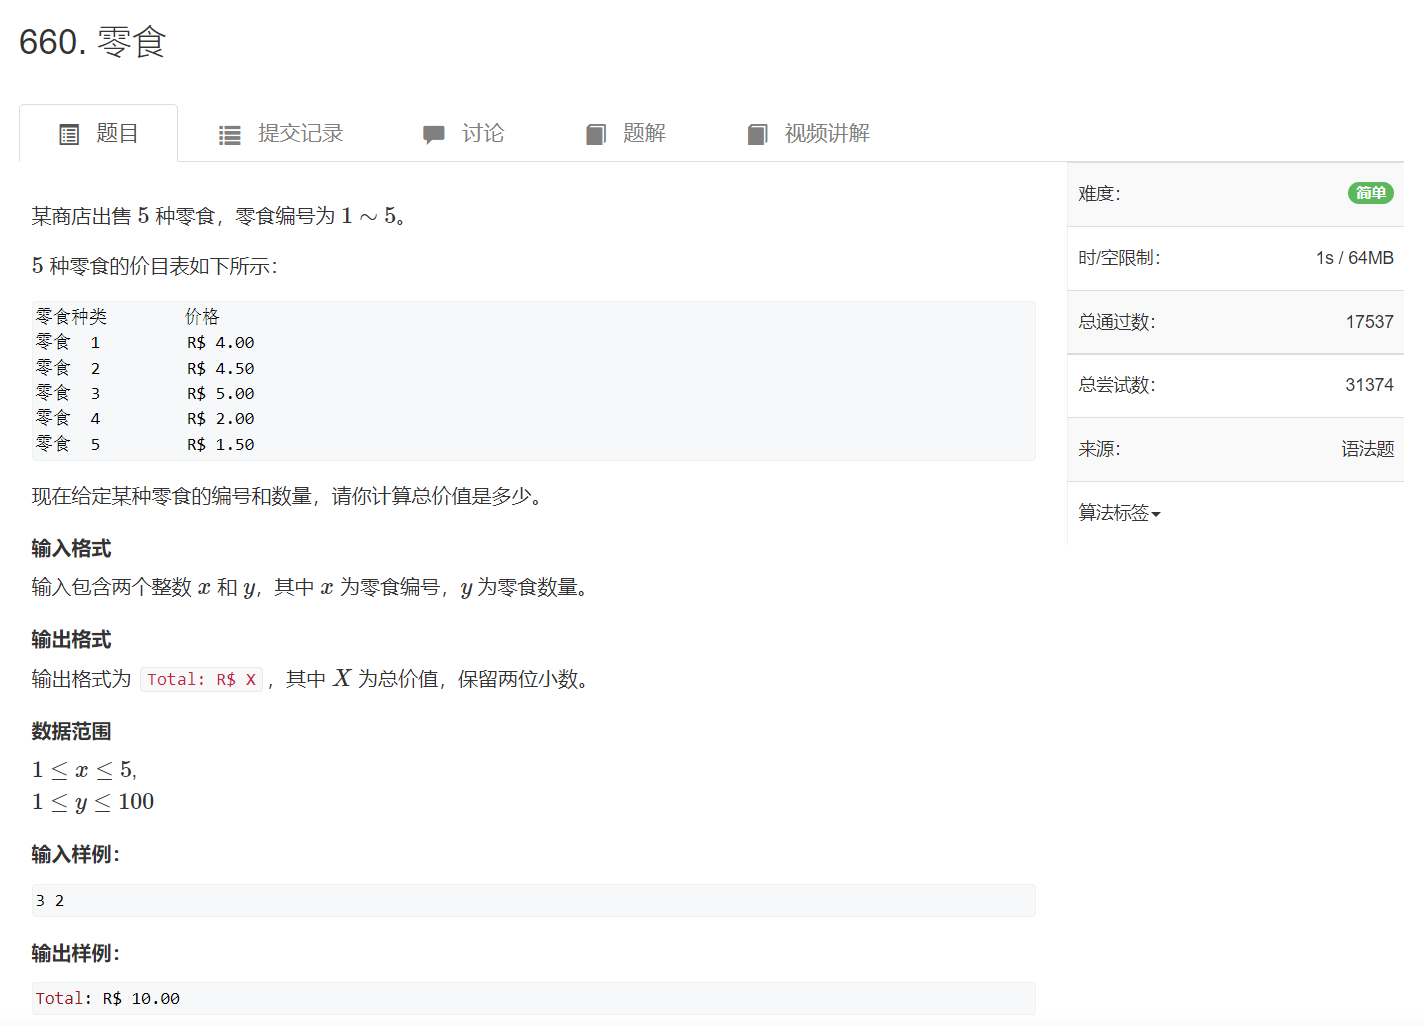 660. 零食
题目 提交记录 讨论 题解 视频讲解
某商店出售 5 种零食，零食编号为 1 ∼ 5。
5 种零食的价目表如下所示：
零食种类 价格
零食 1 R$ 4.00
零食 2 R$ 4.50
零食 3 R$ 5.00
零食 4 R$ 2.00
零食 5 R$ 1.50
现在给定某种零食的编号和数量，请你计算总价值是多少。
输入格式
输入包含两个整数 x 和 y，其中 x 为零食编号，y 为零食数量。
输出格式
输出格式为 Total: R$ X，其中 X 为总价值，保留两位小数。
数据范围
1 ≤ x ≤ 5,
1 ≤ y ≤ 100
输入样例：
3 2
输出样例：
Total: R$ 10.00
难度： 简单
时/空限制： 1s / 64MB
总通过数： 17537
总尝试数： 31374
来源： 语法题
算法标签